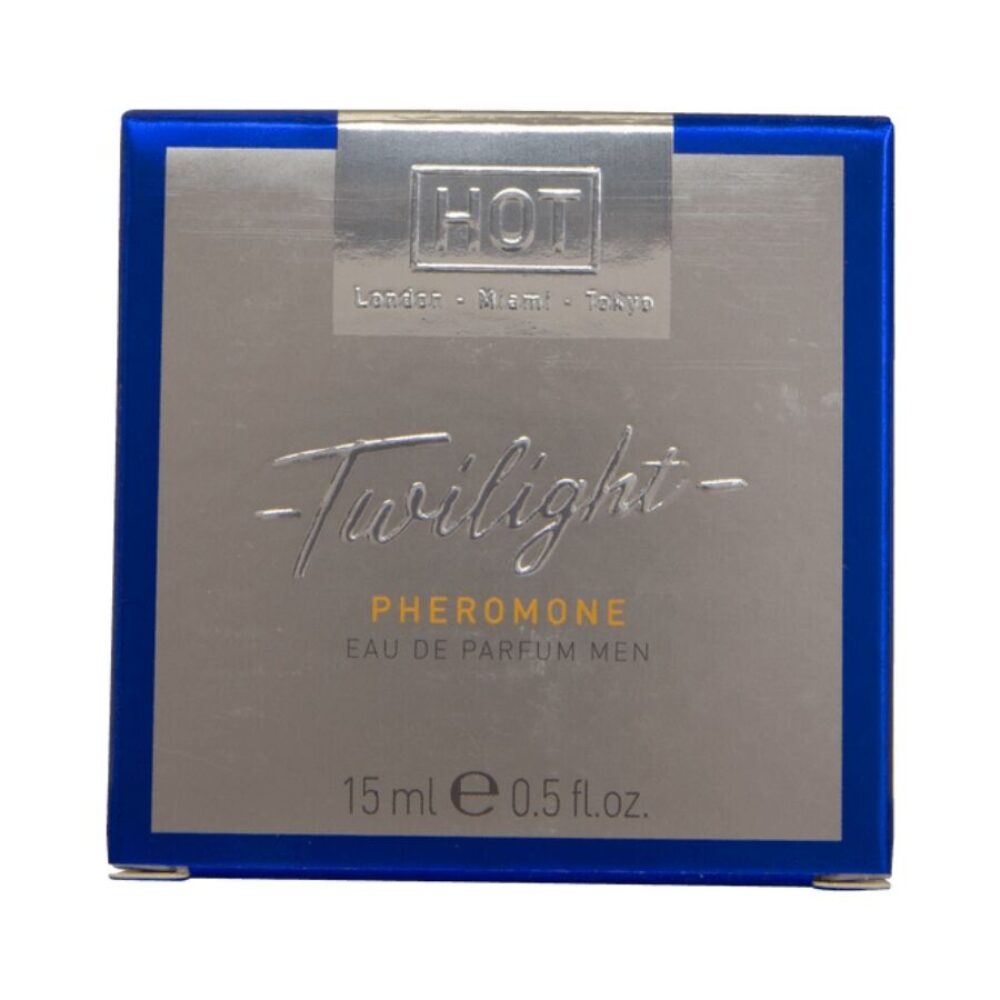 HOT
London - Miami - Tokyo
-Twilight-
PHEROMONE
EAU DE PARFUM MEN
15 ml e 0.5 fl.oz.